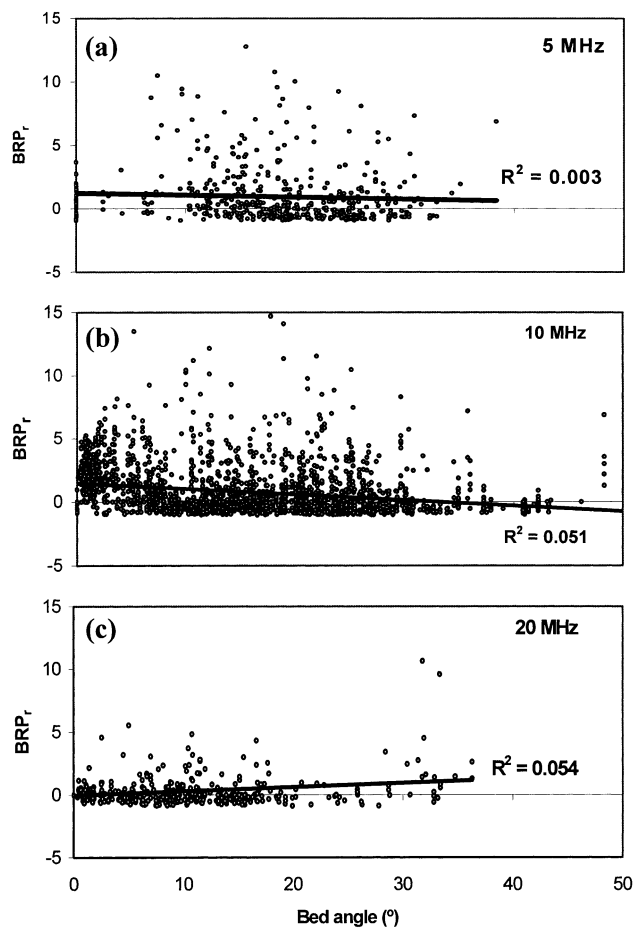 (a)
5 MHz
15
10
5
0
-5
BRPr
R² = 0.003
(b)
10 MHz
15
10
5
0
-5
BRPr
R² = 0.051
(c)
20 MHz
15
10
5
0
-5
BRPr
R² = 0.054
0 10 20 30 40 50
Bed angle (º)